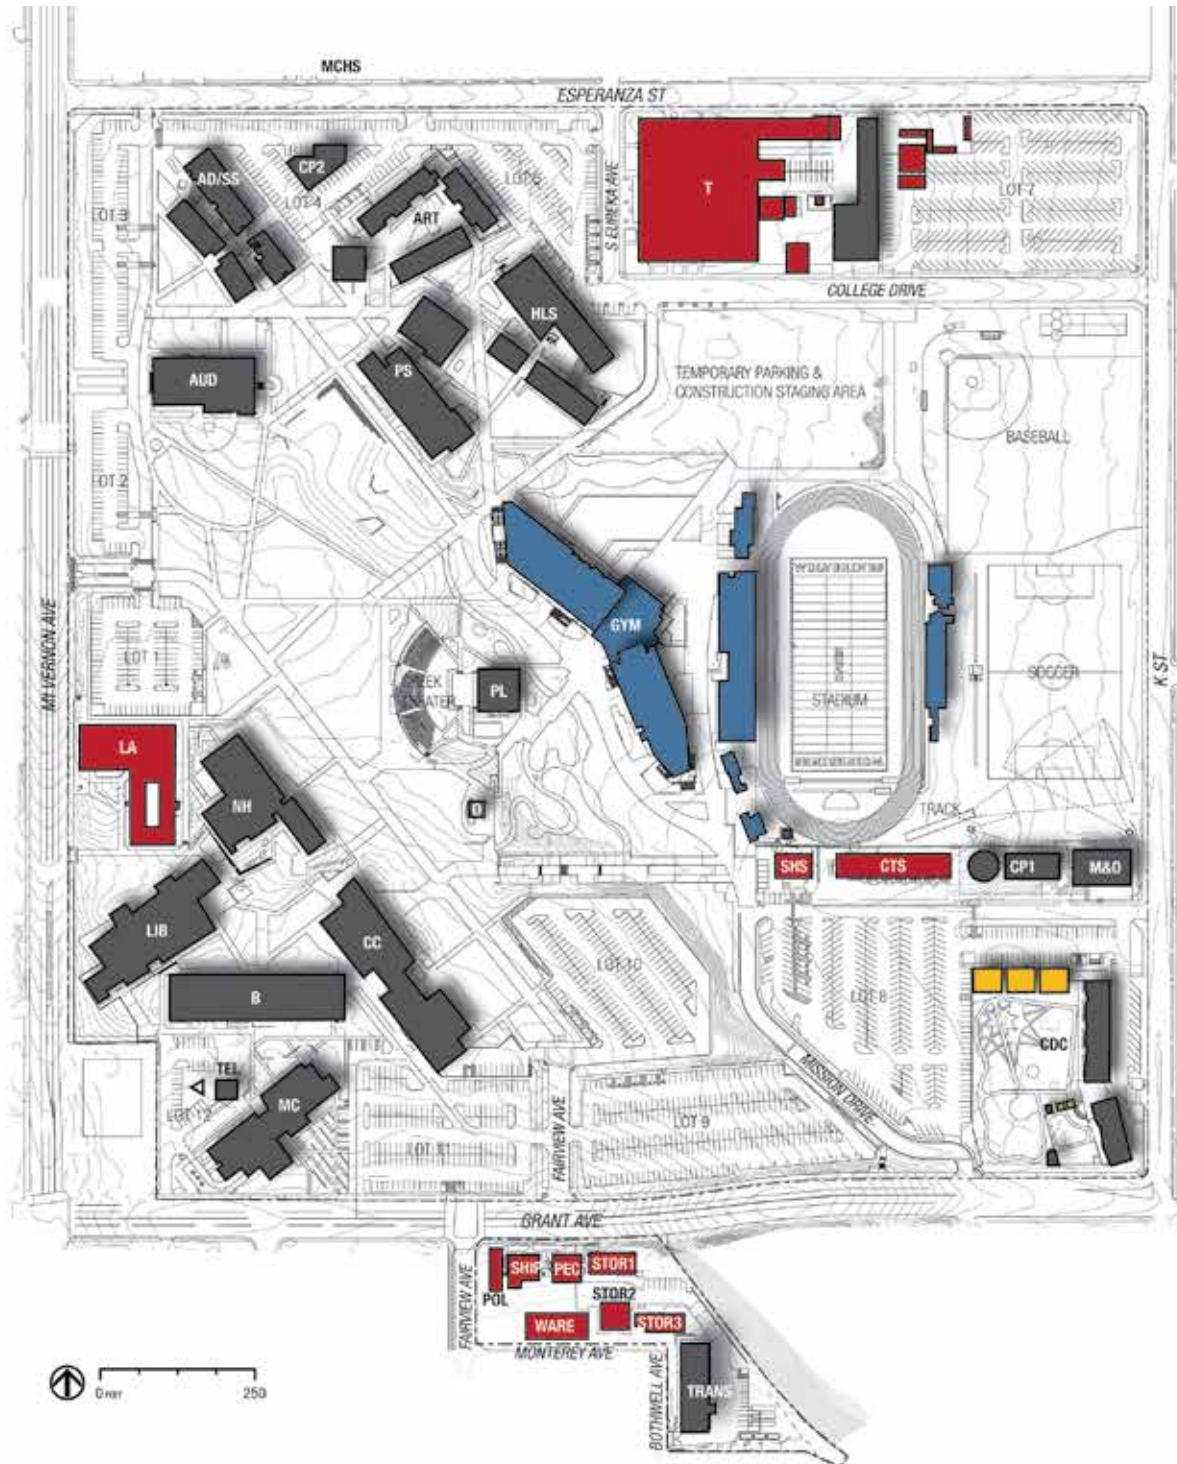 MCHS
ESPERANZA ST
AD/SS
CP2
LOT 4
LOT 3
ART
T
S EUREKA AVE
LOT 7
COLLEGE DRIVE
HLS
AUD
PS
TEMPORARY PARKING &
CONSTRUCTION STAGING AREA
BASEBALL
OT 2
GYM
MT VERNON AVE
LOT 1
PL
STADIUM
SOCCER
K ST
LA
NH
TRACK
SHS
CTS
CP1
M&O
LIB
CC
LOT 10
LOT 8
B
CDC
TEL
MC
LOT 12
MISSION DRIVE
LOT 9
FAIRVIEW AVE
GRANT AVE
SHIP
PEC
STOR1
POL
STOR2
FAIRVIEW AVE
WARE
STOR3
MONTEREY AVE
BOTHWELL AVE
TRANS
0 FEET
250